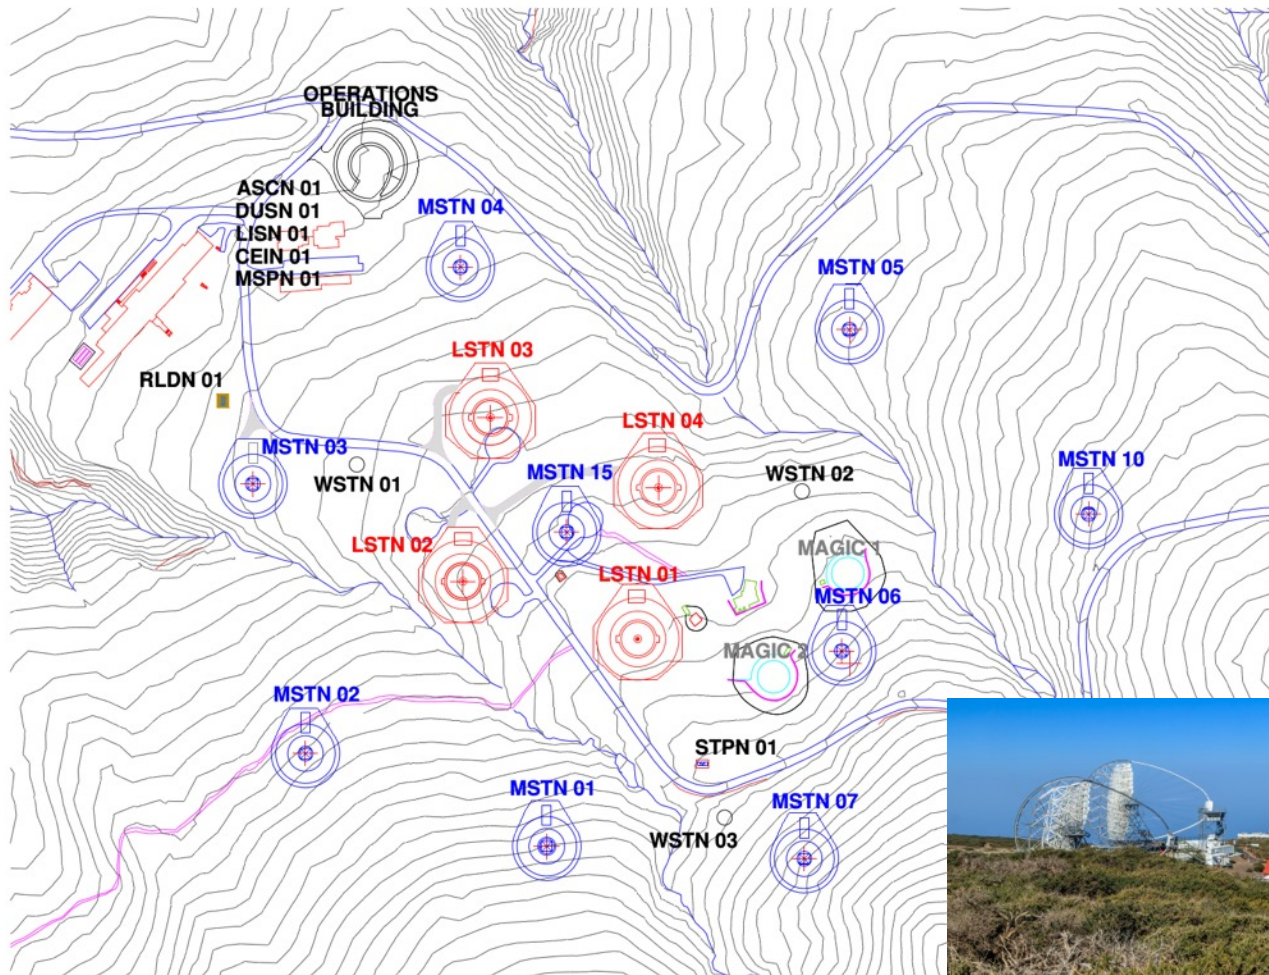 OPERATIONS
BUILDING
ASCN 01
DUSN 01
LISN 01
CEIN 01
MSPN 01
MSTN 04
MSTN 05
LSTN 03
RLDN 01
LSTN 04
MSTN 03
WSTN 01
MSTN 15
WSTN 02
MSTN 10
LSTN 02
MAGIC 1
LSTN 01
MSTN 06
MAGIC 2
MSTN 02
STPN 01
MSTN 01
MSTN 07
WSTN 03